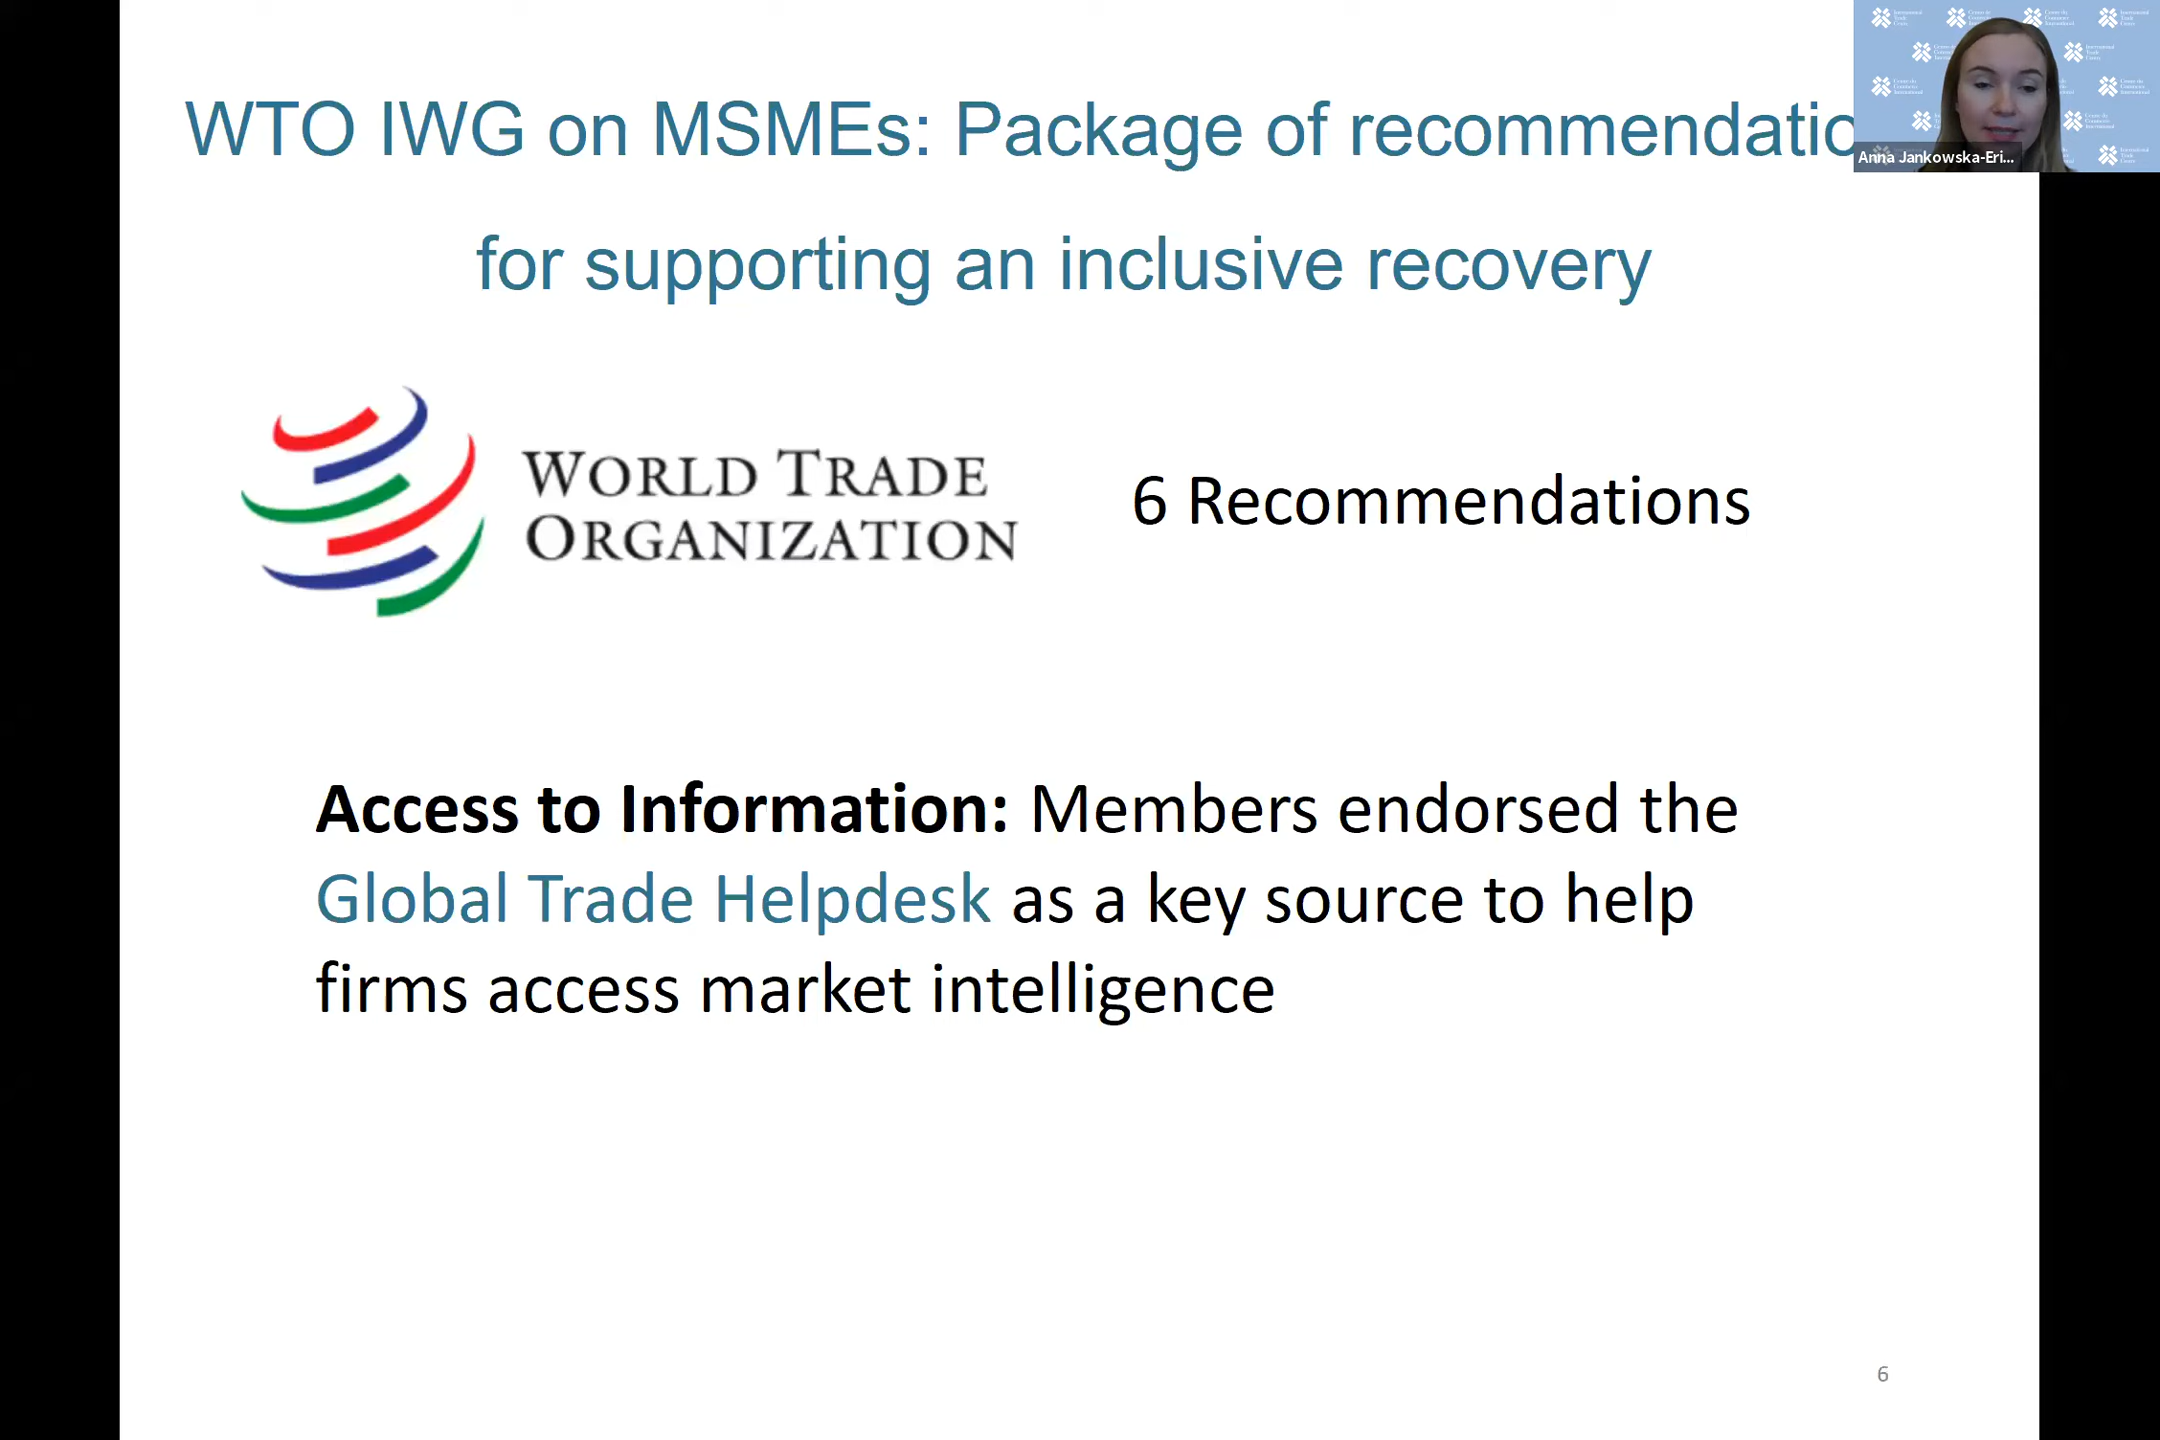 WTO IWG on MSMEs: Package of recommendatio
for supporting an inclusive recovery
Anna Jankowska-Eri...
WORLD TRADE
ORGANIZATION
6 Recommendations
Access to Information: Members endorsed the
Global Trade Helpdesk as a key source to help
firms access market intelligence
6